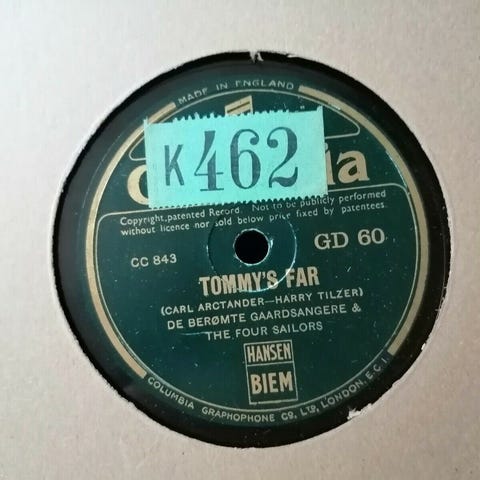 MADE IN ENGLAND
K462
Copyright, patented Record. Not to be publicly performed
without licence nor sold below price fixed by patentees.
CC 843
GD 60
TOMMY'S FAR
(CARL ARCTANDER—HARRY TILZER)
DE BERØMTE GAARDSANGERE &
THE FOUR SAILORS
HANSEN
BIEM
COLUMBIA GRAPHOPHONE CO, LTD, LONDON, E.C.1